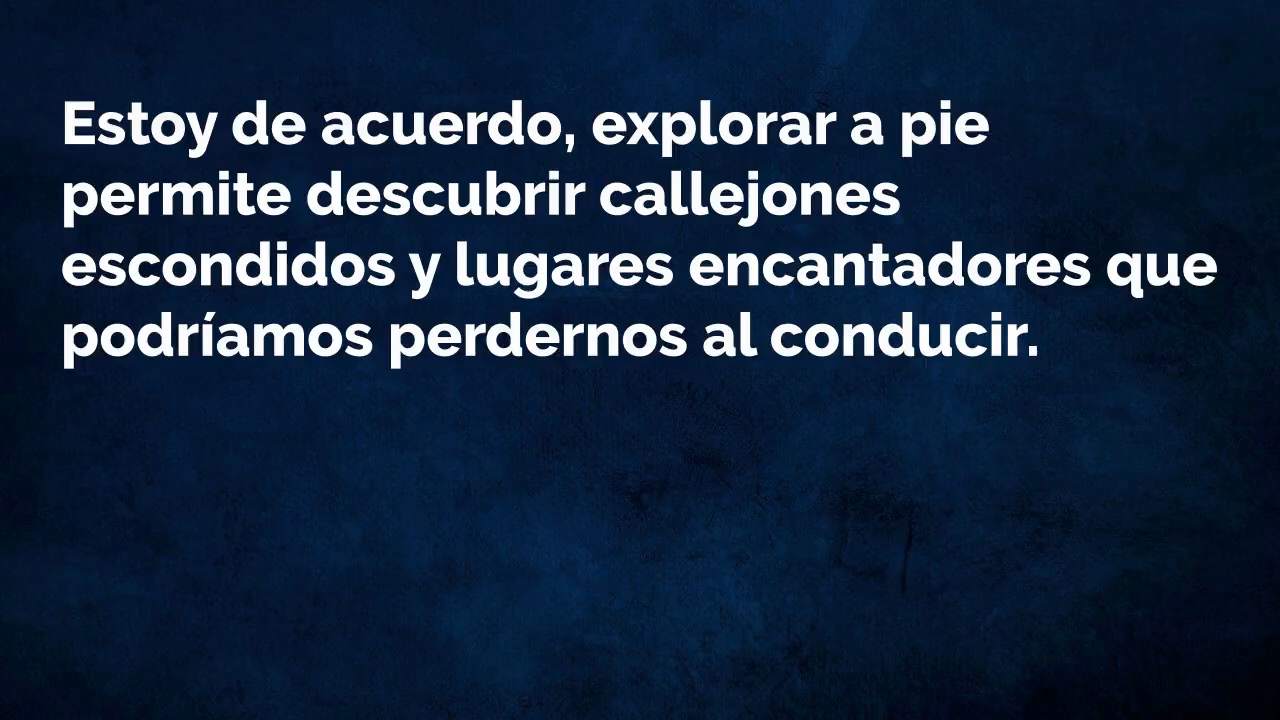 Estoy de acuerdo, explorar a pie
permite descubrir callejones
escondidos y lugares encantadores que
podríamos perdernos al conducir.